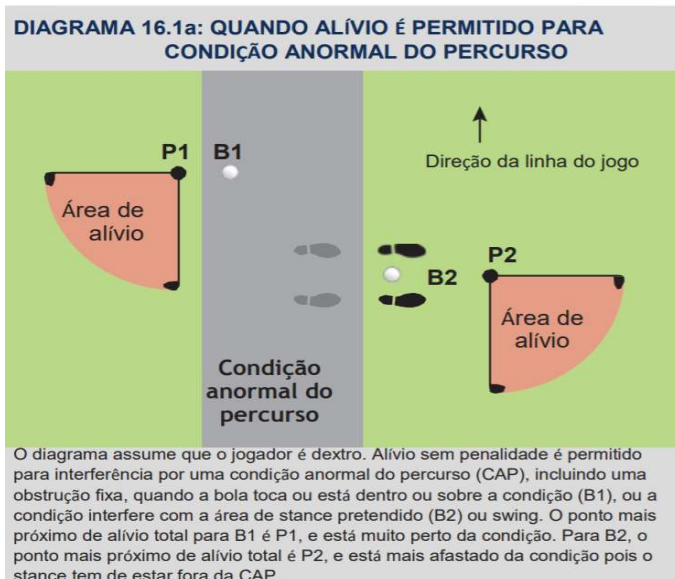 DIAGRAMA 16.1a: QUANDO ALÍVIO É PERMITIDO PARA
CONDIÇÃO ANORMAL DO PERCURSO
P1 B1
Direção da linha do jogo
Área de
alívio
B2
P2
Área de
alívio
Condição
anormal do
percurso
O diagrama assume que o jogador é dextro. Alívio sem penalidade é permitido
para interferência por uma condição anormal do percurso (CAP), incluindo uma
obstrução fixa, quando a bola toca ou está dentro ou sobre a condição (B1), ou a
condição interfere com a área de stance pretendido (B2) ou swing. O ponto mais
próximo de alívio total para B1 é P1, e está muito perto da condição. Para B2, o
ponto mais próximo de alívio total é P2, e está mais afastado da condição pois o
stance tem de estar fora da CAP.